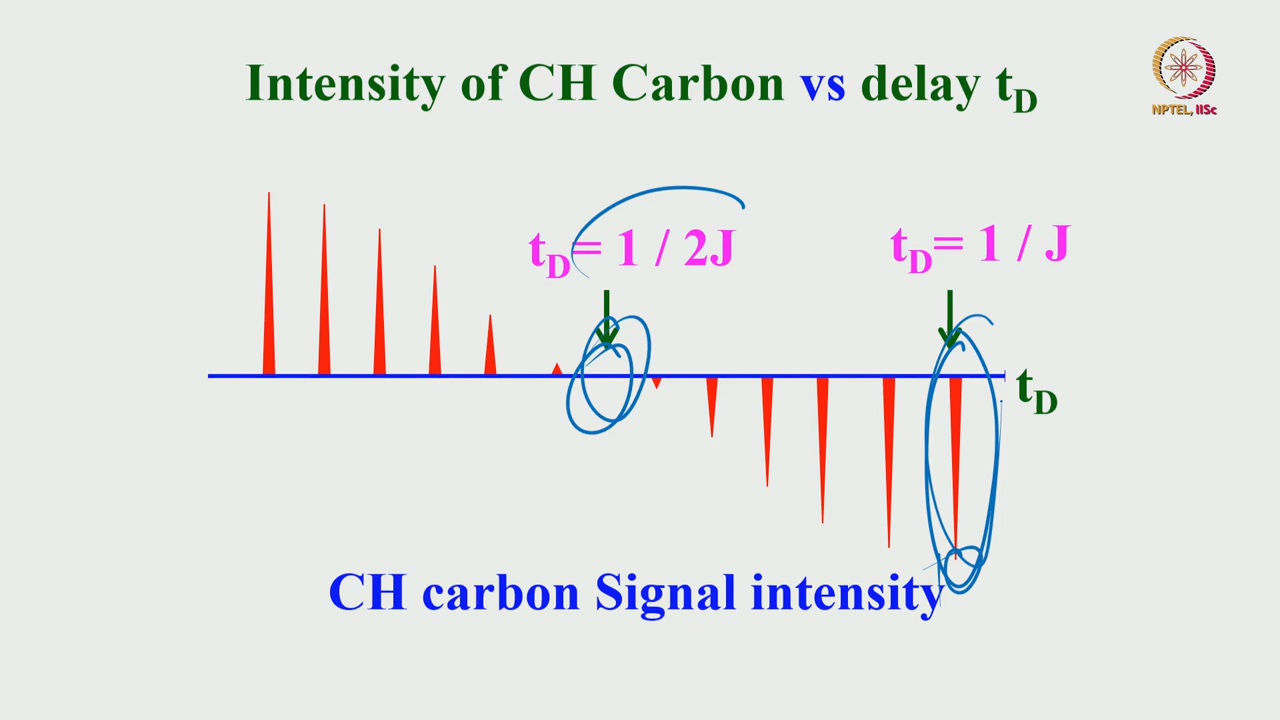 Intensity of CH Carbon vs delay tD
NPTEL, IISc
tD= 1 / 2J
tD= 1 / J
tD
CH carbon Signal intensity